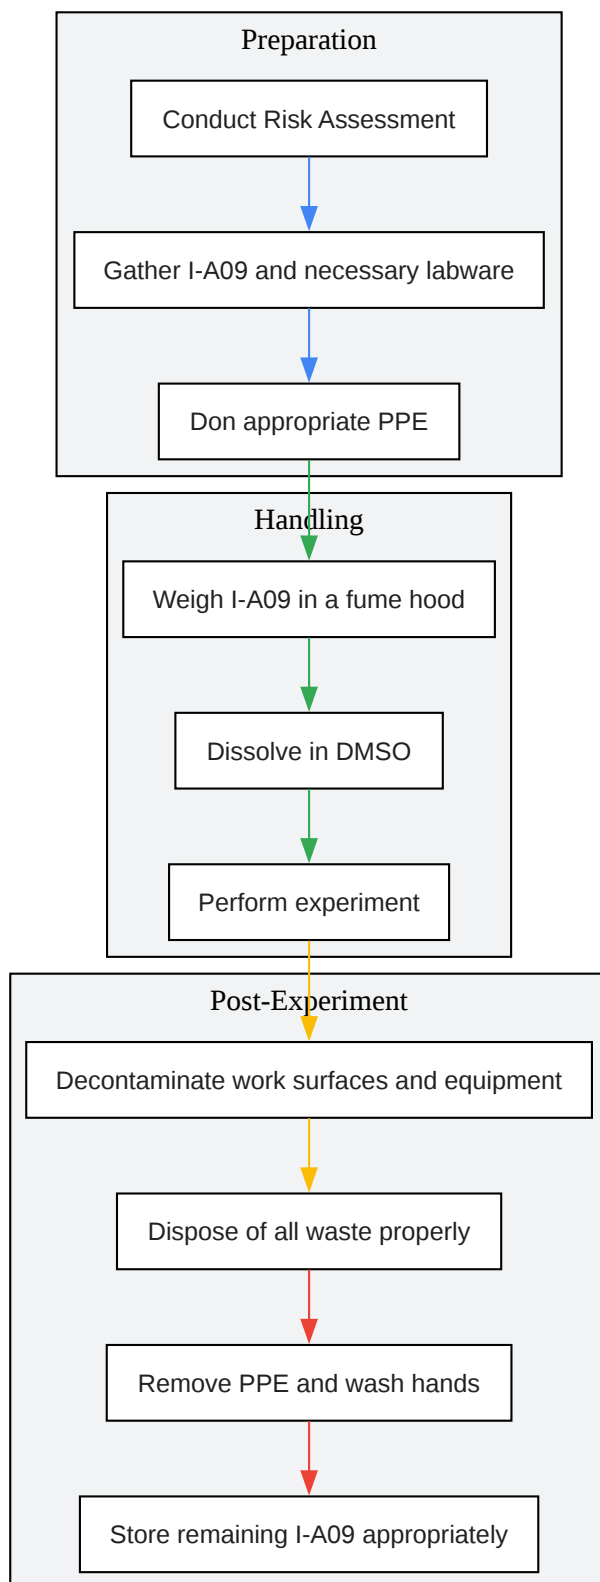 Preparation
Conduct Risk Assessment
Gather I-A09 and necessary labware
Don appropriate PPE
Handling
Weigh I-A09 in a fume hood
Dissolve in DMSO
Perform experiment
Post-Experiment
Decontaminate work surfaces and equipment
Dispose of all waste properly
Remove PPE and wash hands
Store remaining I-A09 appropriately